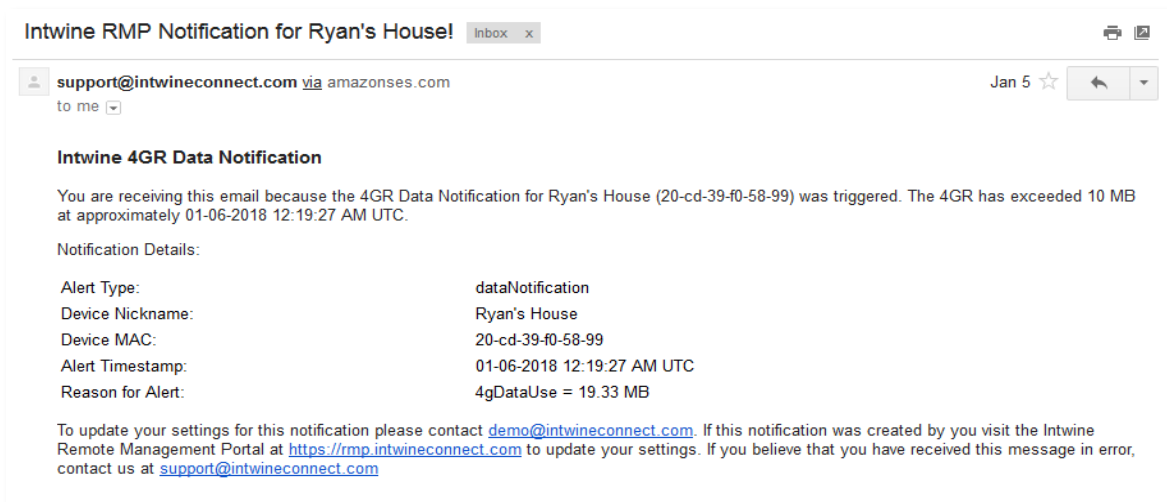 Intwine RMP Notification for Ryan's House! Inbox x
support@intwineconnect.com via amazonses.com Jan 5
to me
Intwine 4GR Data Notification
You are receiving this email because the 4GR Data Notification for Ryan's House (20-cd-39-f0-58-99) was triggered. The 4GR has exceeded 10 MB
at approximately 01-06-2018 12:19:27 AM UTC.
Notification Details:
Alert Type: dataNotification
Device Nickname: Ryan's House
Device MAC: 20-cd-39-f0-58-99
Alert Timestamp: 01-06-2018 12:19:27 AM UTC
Reason for Alert: 4gDataUse = 19.33 MB
To update your settings for this notification please contact demo@intwineconnect.com. If this notification was created by you visit the Intwine
Remote Management Portal at https://rmp.intwineconnect.com to update your settings. If you believe that you have received this message in error,
contact us at support@intwineconnect.com